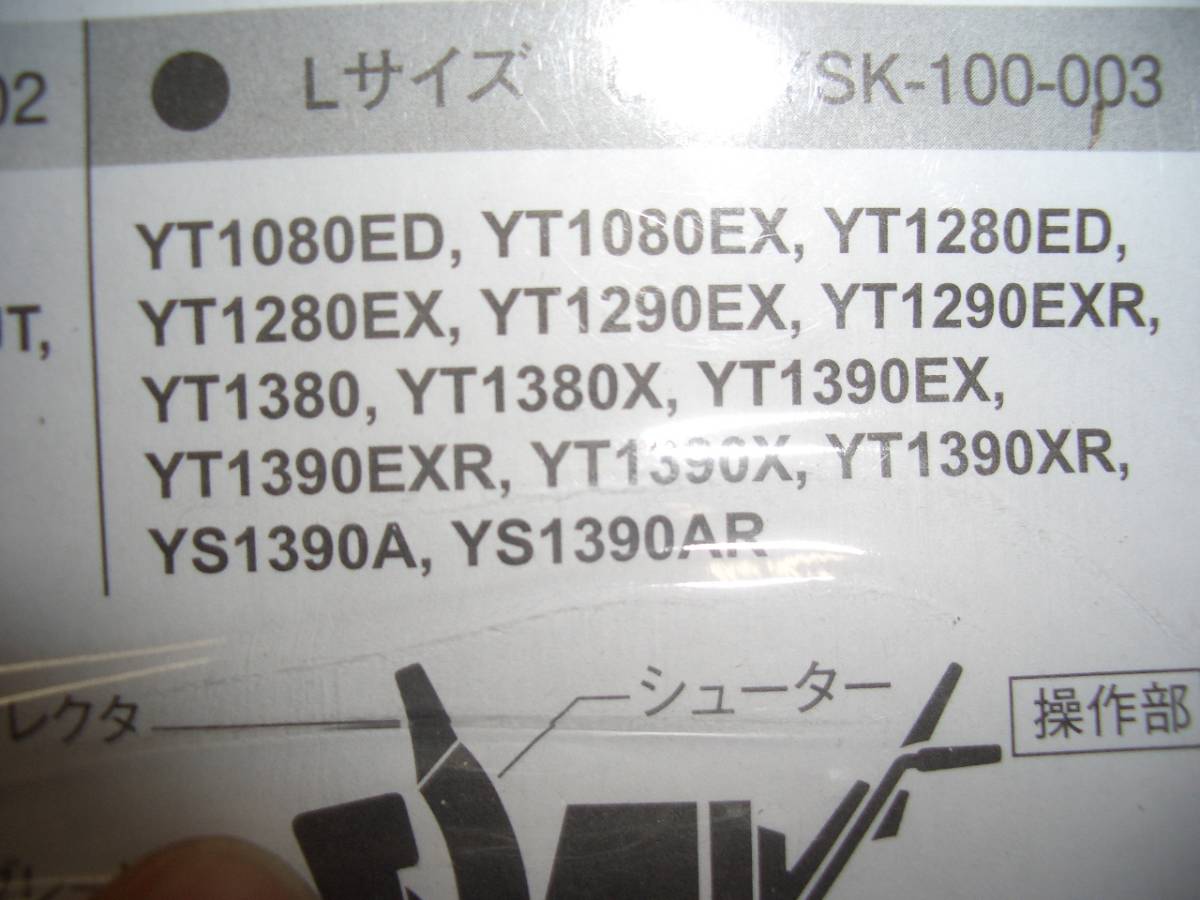 02
● Lサイズ YSK-100-003
YT1080ED, YT1080EX, YT1280ED,
YT1280EX, YT1290EX, YT1290EXR,
YT1380, YT1380X, YT1390EX,
YT1390EXR, YT1390X, YT1390XR,
YS1390A, YS1390AR
T,
シューター
レクタ
操作部